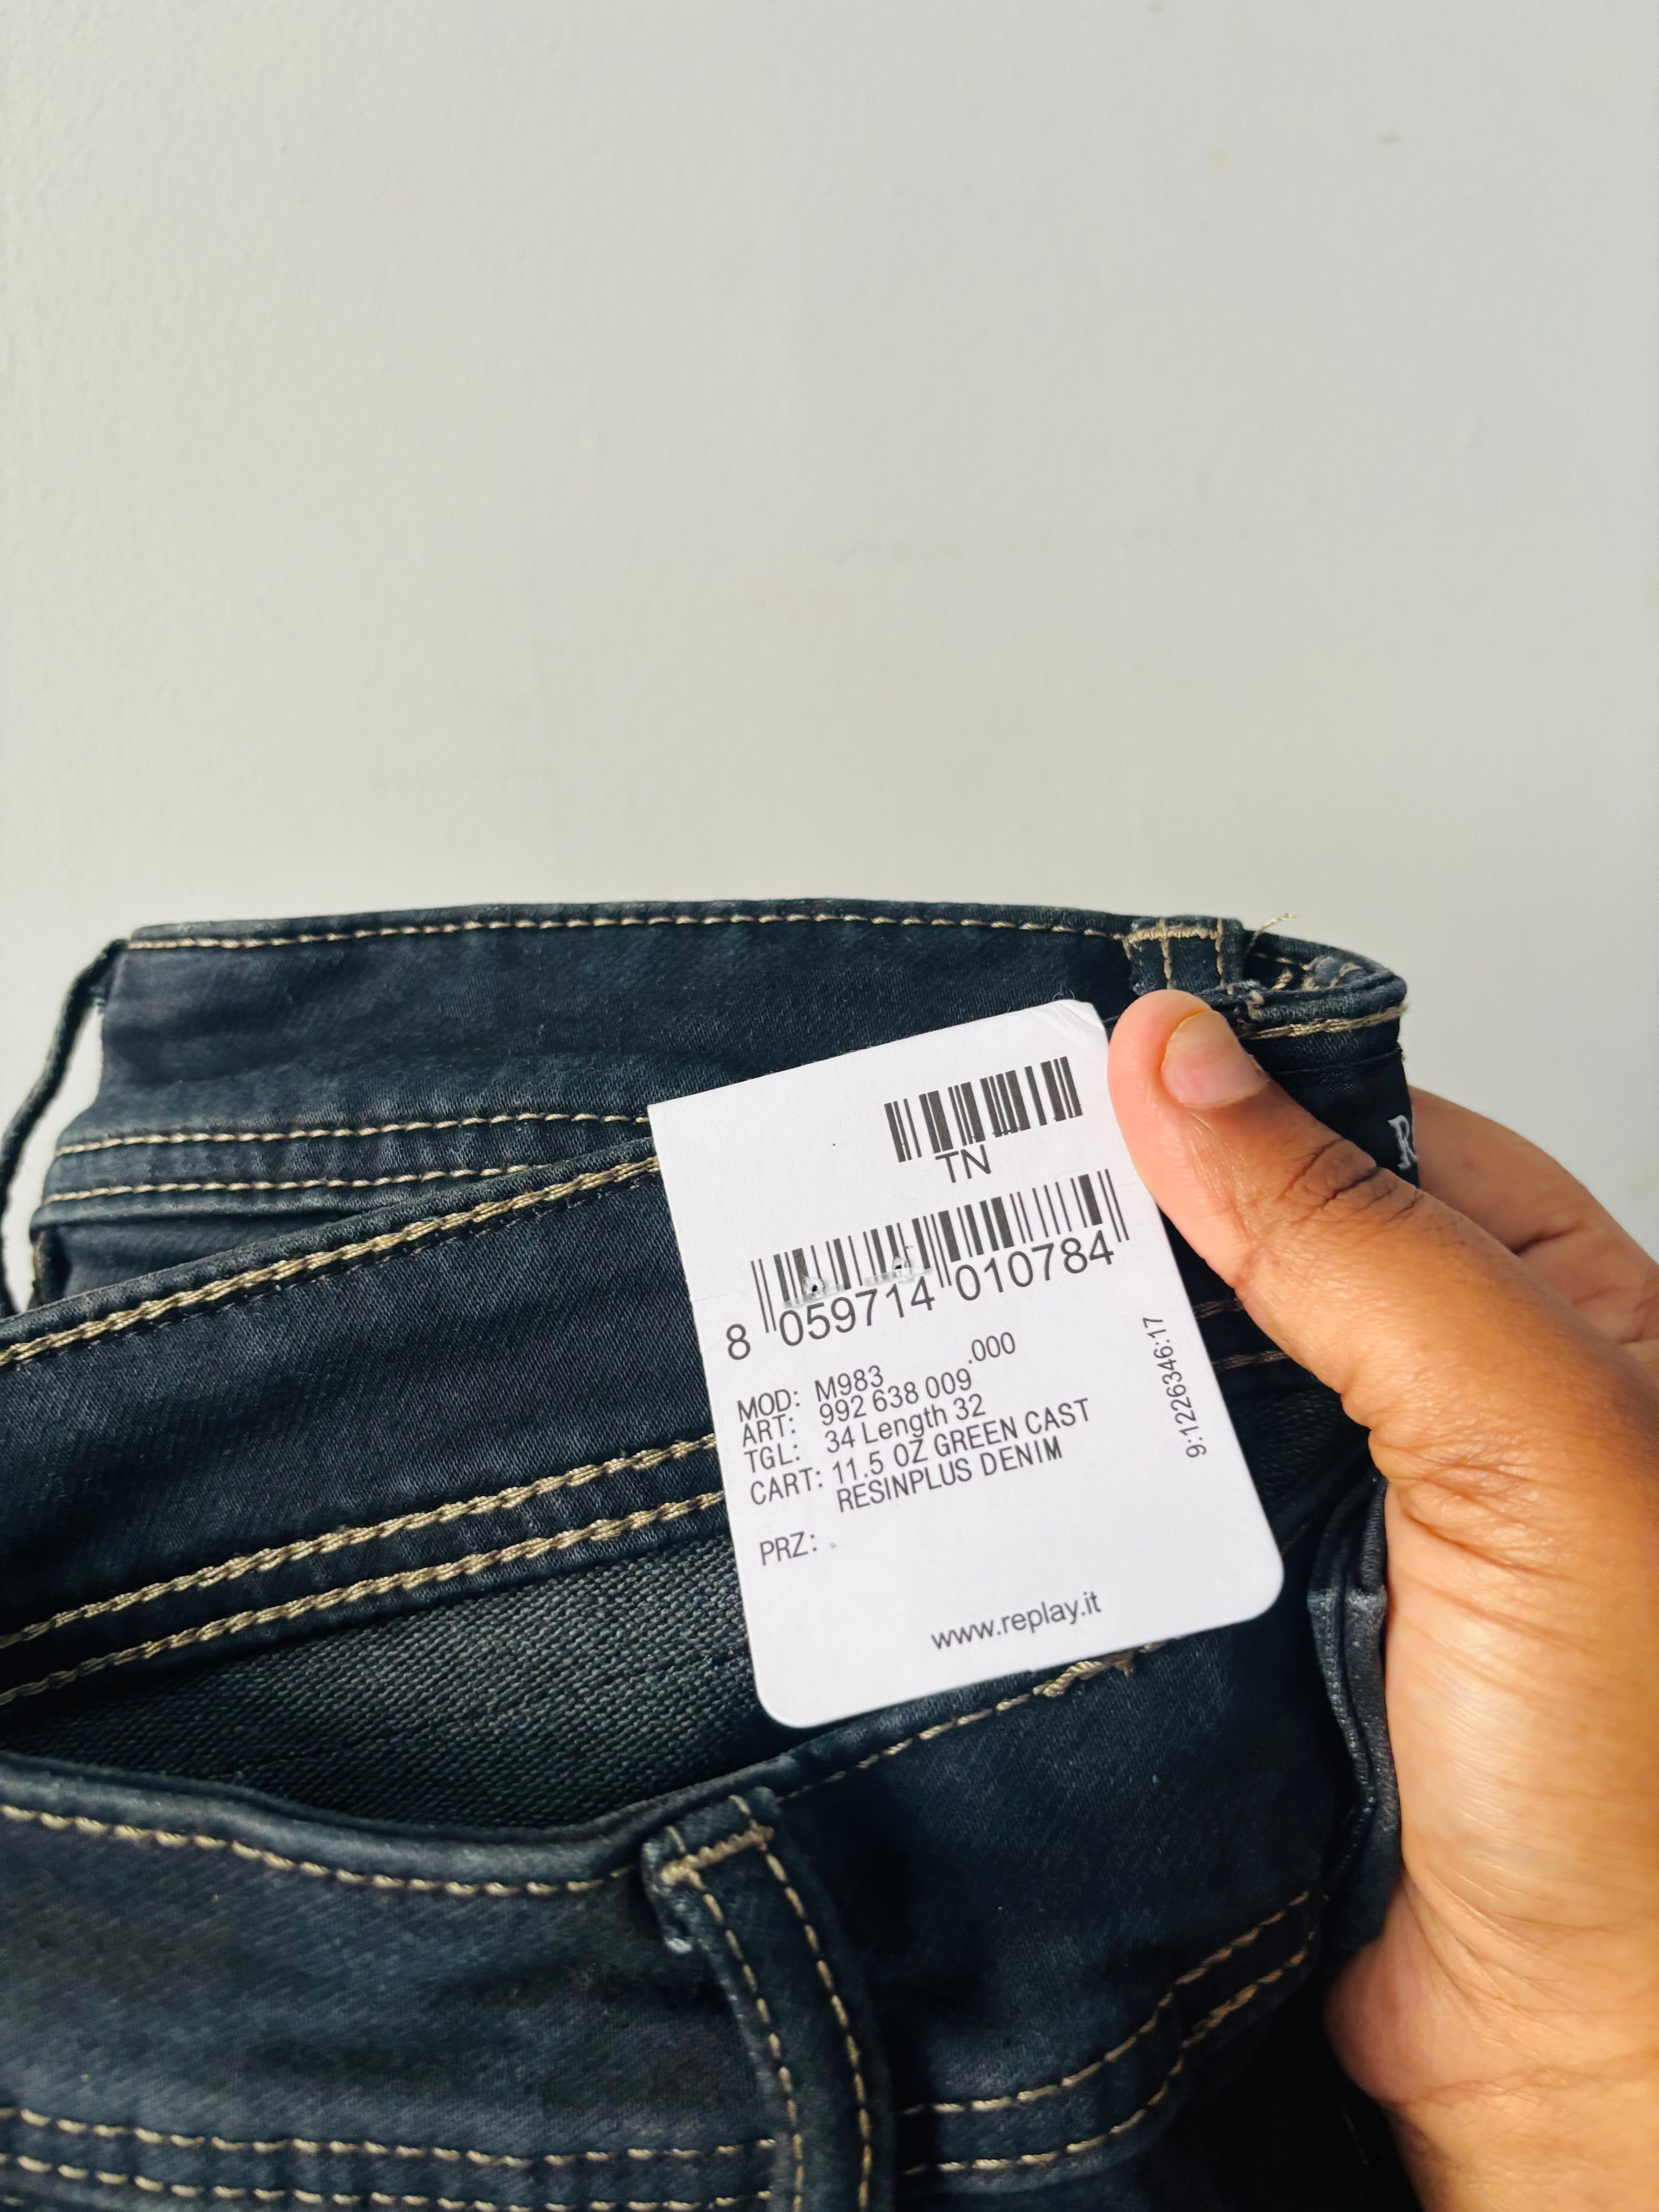 TN
8 059714 010784
MOD: M983 .000
ART: 992 638 009
TGL: 34 Length 32
CART: 11.5 OZ GREEN CAST
RESINPLUS DENIM
PRZ: .
www.replay.it
9:1226346:17
R